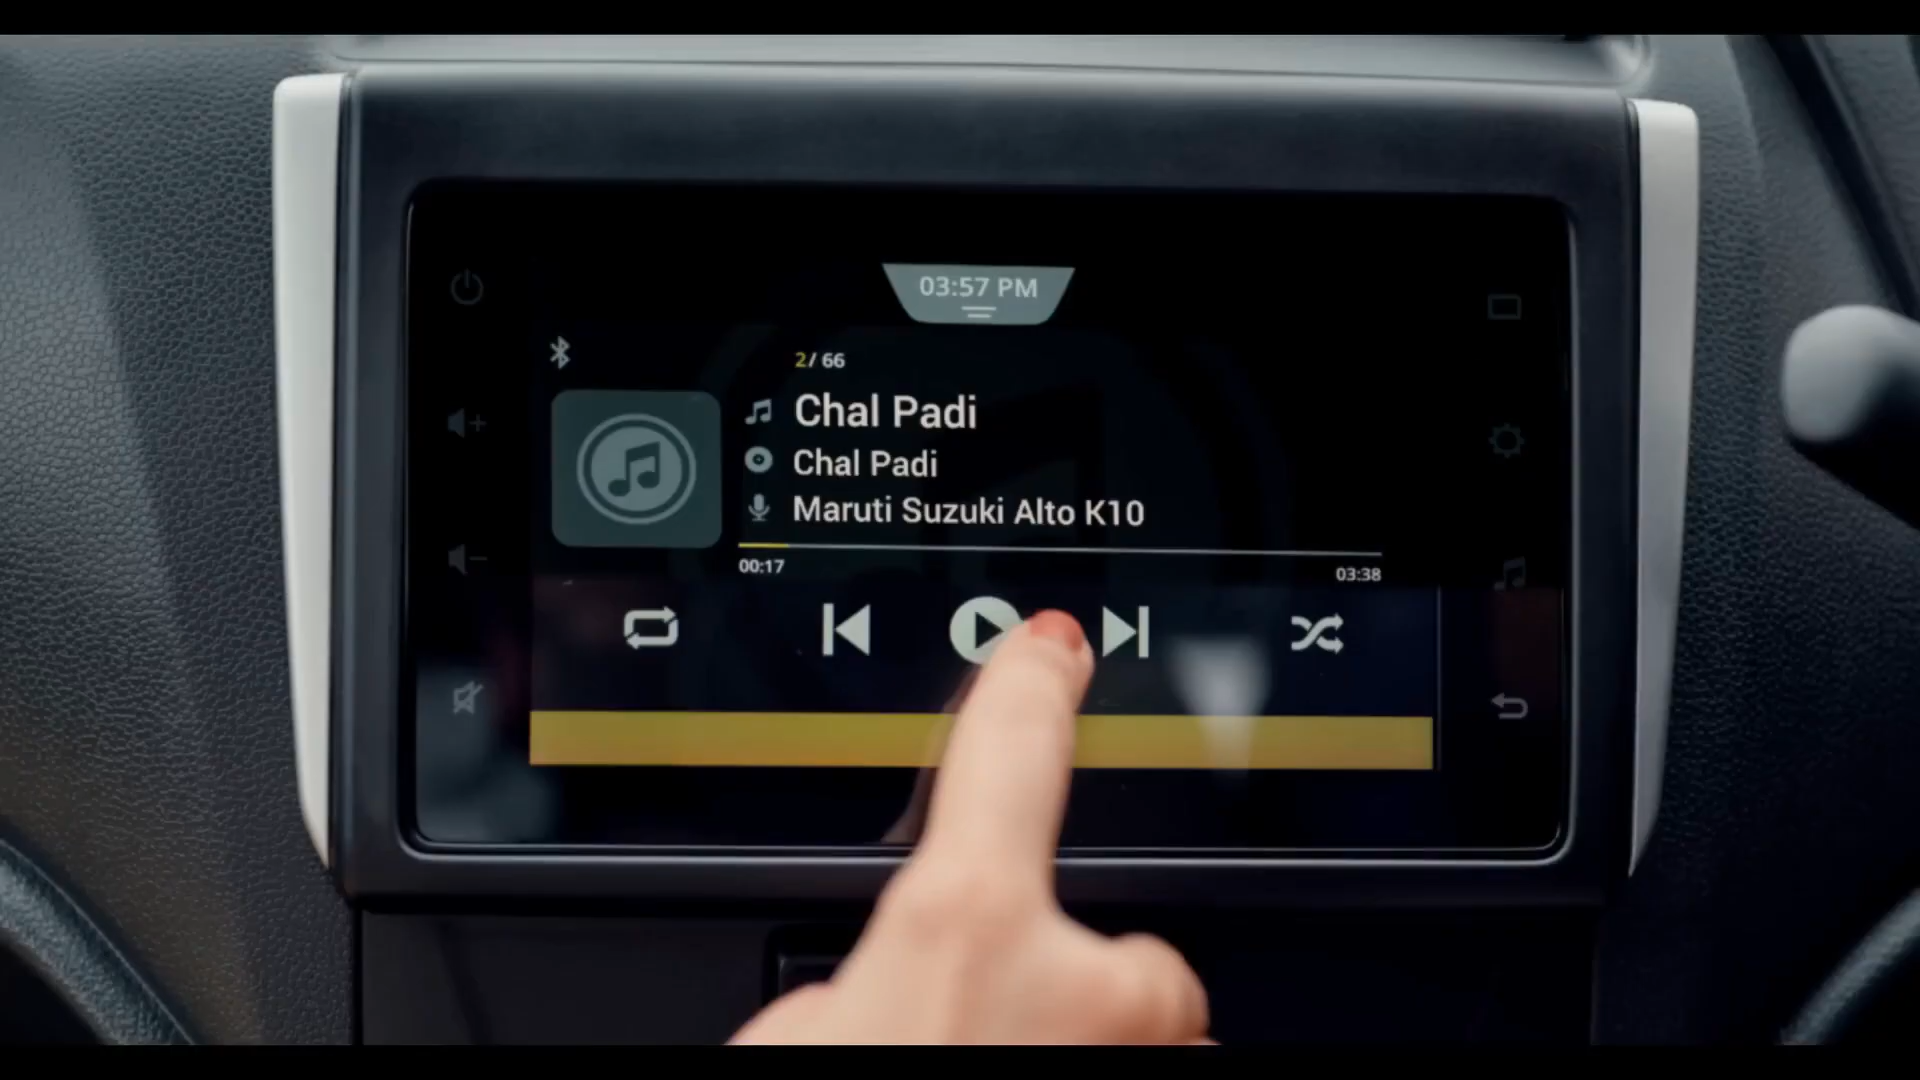 03:57 PM
2/ 66
Chal Padi
Chal Padi
Maruti Suzuki Alto K10
00:17
03:38